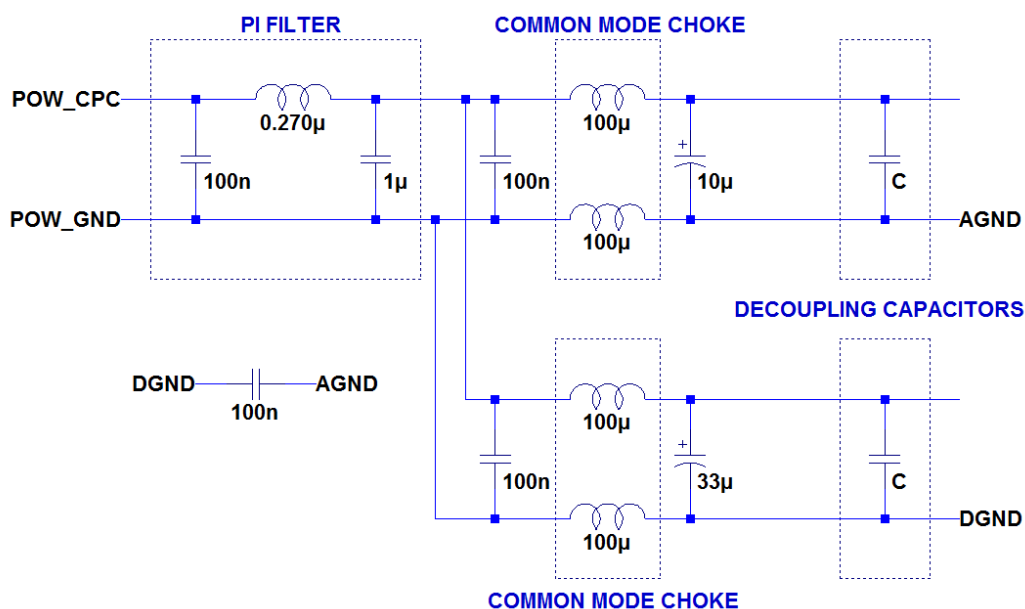 PI FILTER
COMMON MODE CHOKE
POW_CPC
0.270µ
100µ
100n
1µ
100n
+
10µ
C
POW_GND
AGND
100µ
DECOUPLING CAPACITORS
DGND
AGND
100n
100µ
100n
+
33µ
C
DGND
100µ
COMMON MODE CHOKE